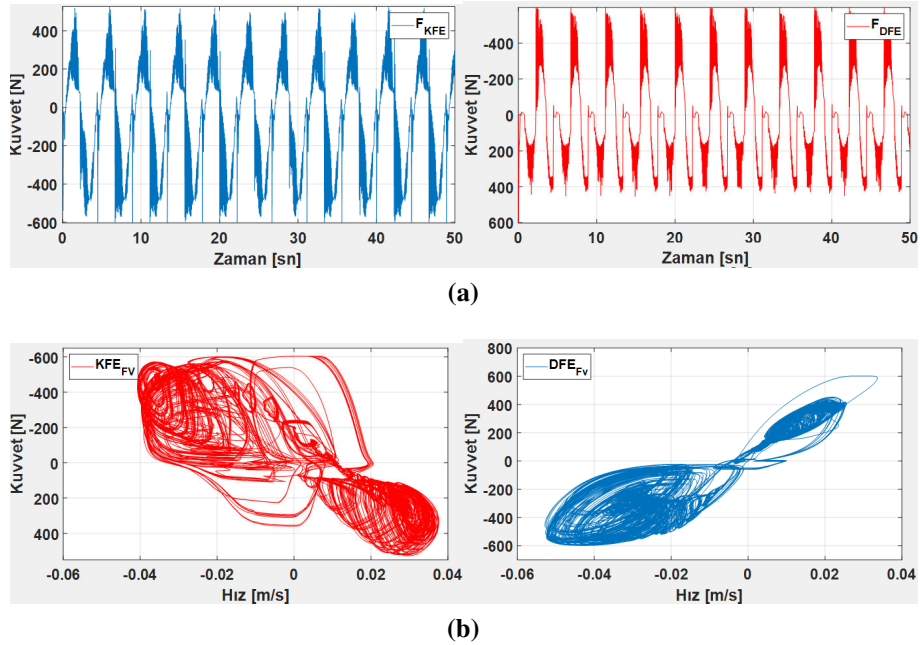 F_KFE
Kuvvet [N]
400
200
0
-200
-400
-600
0 10 20 30 40 50
Zaman [sn]
F_DFE
Kuvvet [N]
-400
-200
0
200
400
600
0 10 20 30 40 50
Zaman [sn]
(a)
KFE_FV
Kuvvet [N]
-600
-400
-200
0
200
400
-0.06 -0.04 -0.02 0 0.02 0.04
Hız [m/s]
DFE_Fv
Kuvvet [N]
800
600
400
200
0
-200
-400
-600
-0.06 -0.04 -0.02 0 0.02 0.04
Hız [m/s]
(b)